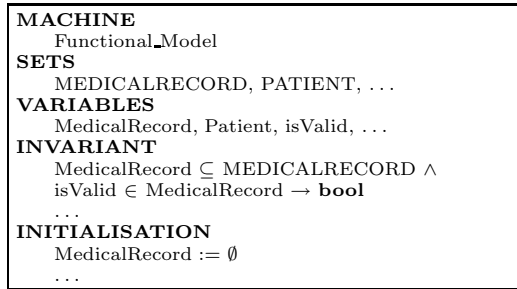 MACHINE
Functional_Model
SETS
MEDICALRECORD, PATIENT, . . .
VARIABLES
MedicalRecord, Patient, isValid, . . .
INVARIANT
MedicalRecord ⊆ MEDICALRECORD ∧
isValid ∈ MedicalRecord → bool
. . .
INITIALISATION
MedicalRecord := ∅
. . .